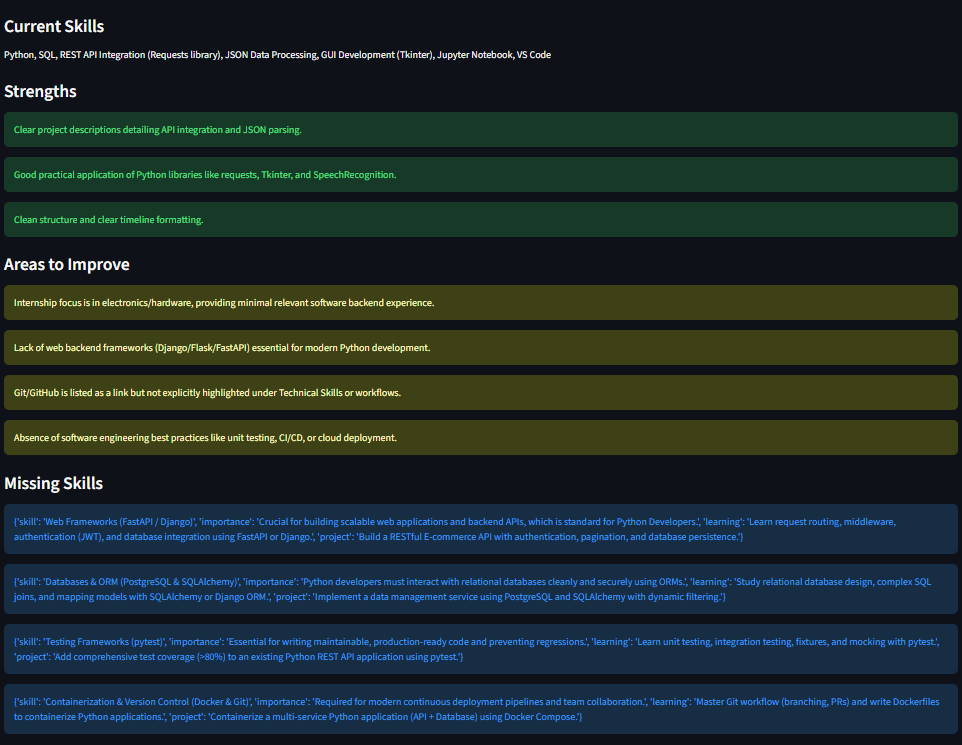 Current Skills
Python, SQL, REST API Integration (Requests library), JSON Data Processing, GUI Development (Tkinter), Jupyter Notebook, VS Code
Strengths
Clear project descriptions detailing API integration and JSON parsing.
Good practical application of Python libraries like requests, Tkinter, and SpeechRecognition.
Clean structure and clear timeline formatting.
Areas to Improve
Internship focus is in electronics/hardware, providing minimal relevant software backend experience.
Lack of web backend frameworks (Django/Flask/FastAPI) essential for modern Python development.
Git/GitHub is listed as a link but not explicitly highlighted under Technical Skills or workflows.
Absence of software engineering best practices like unit testing, CI/CD, or cloud deployment.
Missing Skills
{'skill': 'Web Frameworks (FastAPI / Django)', 'importance': 'Crucial for building scalable web applications and backend APIs, which is standard for Python Developers.', 'learning': 'Learn request routing, middleware,
authentication (JWT), and database integration using FastAPI or Django.', 'project': 'Build a RESTful E-commerce API with authentication, pagination, and database persistence.'}
{'skill': 'Databases & ORM (PostgreSQL & SQLAlchemy)', 'importance': 'Python developers must interact with relational databases cleanly and securely using ORMs.', 'learning': 'Study relational database design, complex SQL
joins, and mapping models with SQLAlchemy or Django ORM.', 'project': 'Implement a data management service using PostgreSQL and SQLAlchemy with dynamic filtering.'}
{'skill': 'Testing Frameworks (pytest)', 'importance': 'Essential for writing maintainable, production-ready code and preventing regressions.', 'learning': 'Learn unit testing, integration testing, fixtures, and mocking with pytest.',
'project': 'Add comprehensive test coverage (>80%) to an existing Python REST API application using pytest.'}
{'skill': 'Containerization & Version Control (Docker & Git)', 'importance': 'Required for modern continuous deployment pipelines and team collaboration.', 'learning': 'Master Git workflow (branching, PRs) and write Dockerfiles
to containerize Python applications.', 'project': 'Containerize a multi-service Python application (API + Database) using Docker Compose.'}